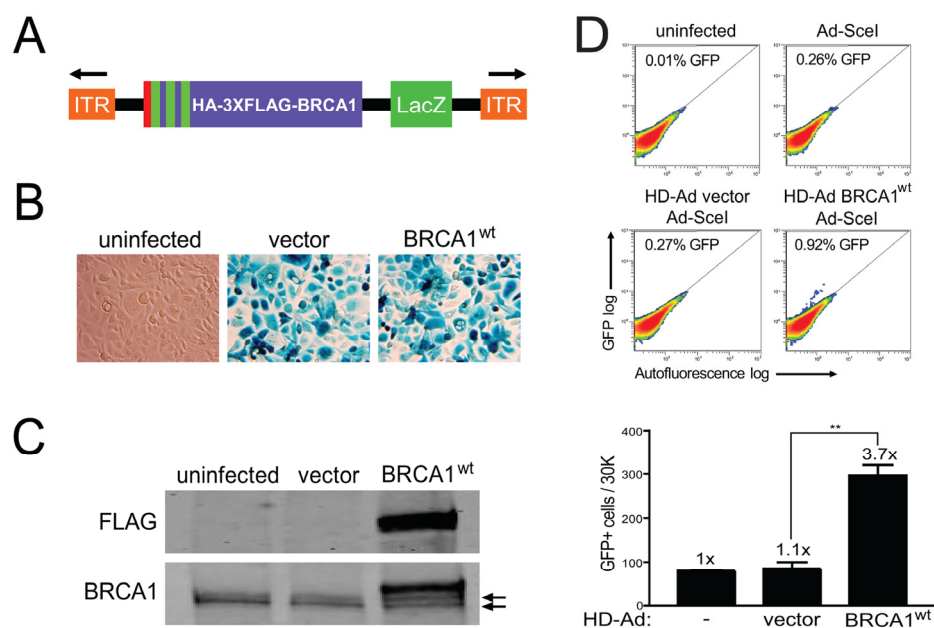 A
ITR
HA-3XFLAG-BRCA1
LacZ
ITR
B
uninfected
vector
BRCA1wt
C
uninfected
vector
BRCA1wt
FLAG
BRCA1
D
uninfected
Ad-SceI
0.01% GFP
0.26% GFP
HD-Ad vector
HD-Ad BRCA1wt
Ad-SceI
Ad-SceI
0.27% GFP
0.92% GFP
GFP log
Autofluorescence log
GFP+ cells / 30K
400
300
200
100
0
**
1x
1.1x
3.7x
HD-Ad:
-
vector
BRCA1wt